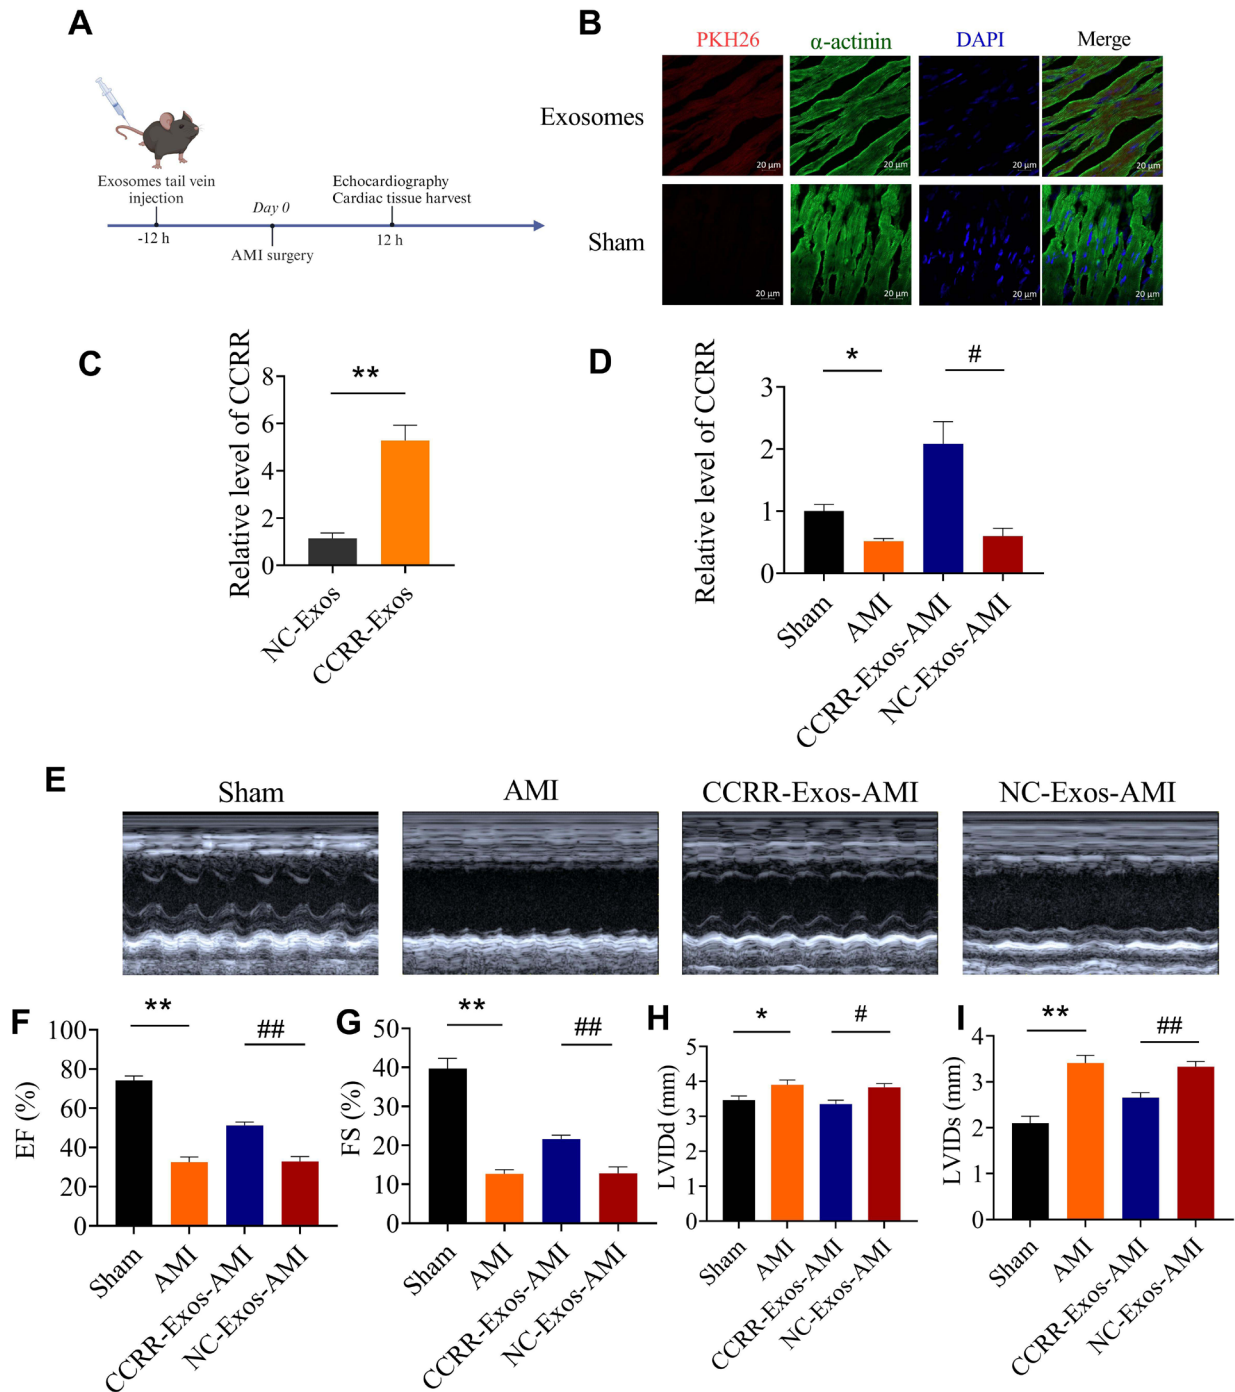 A
Exosomes tail vein
injection
Day 0
Echocardiography
Cardiac tissue harvest
-12 h
AMI surgery
12 h
B
PKH26
α-actinin
DAPI
Merge
Exosomes
20 μm
20 μm
20 μm
20 μm
Sham
20 μm
20 μm
20 μm
20 μm
C
Relative level of CCRR
8
6
4
2
0
**
NC-Exos
CCRR-Exos
D
Relative level of CCRR
3
2
1
0
*
#
Sham
AMI
CCRR-Exos-AMI
NC-Exos-AMI
E
Sham
AMI
CCRR-Exos-AMI
NC-Exos-AMI
F
EF (%)
100
80
60
40
20
0
**
##
Sham
AMI
CCRR-Exos-AMI
NC-Exos-AMI
G
FS (%)
50
40
30
20
10
0
**
##
Sham
AMI
CCRR-Exos-AMI
NC-Exos-AMI
H
LVIDd (mm)
5
4
3
2
1
0
*
#
Sham
AMI
CCRR-Exos-AMI
NC-Exos-AMI
I
LVIDs (mm)
4
3
2
1
0
**
##
Sham
AMI
CCRR-Exos-AMI
NC-Exos-AMI